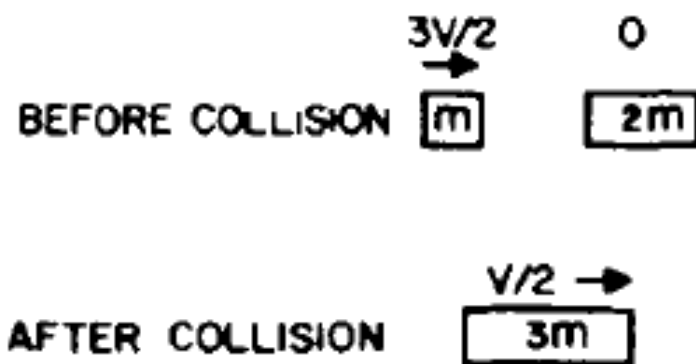 3V/2 0
BEFORE COLLISION m 2m
V/2
AFTER COLLISION 3m